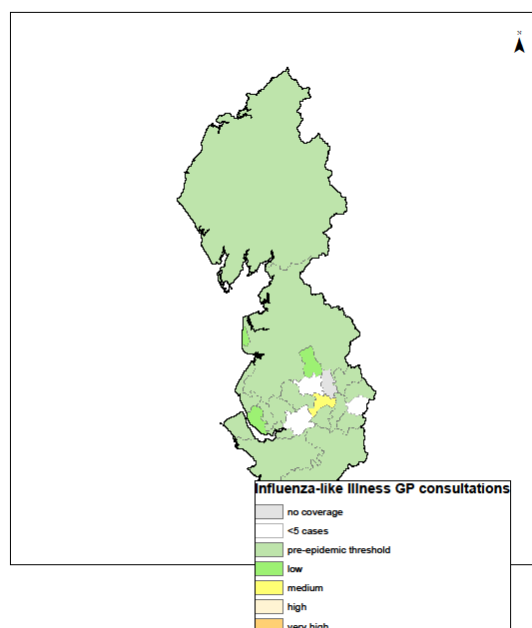 N
Influenza-like Illness GP consultations
no coverage
<5 cases
pre-epidemic threshold
low
medium
high
very high